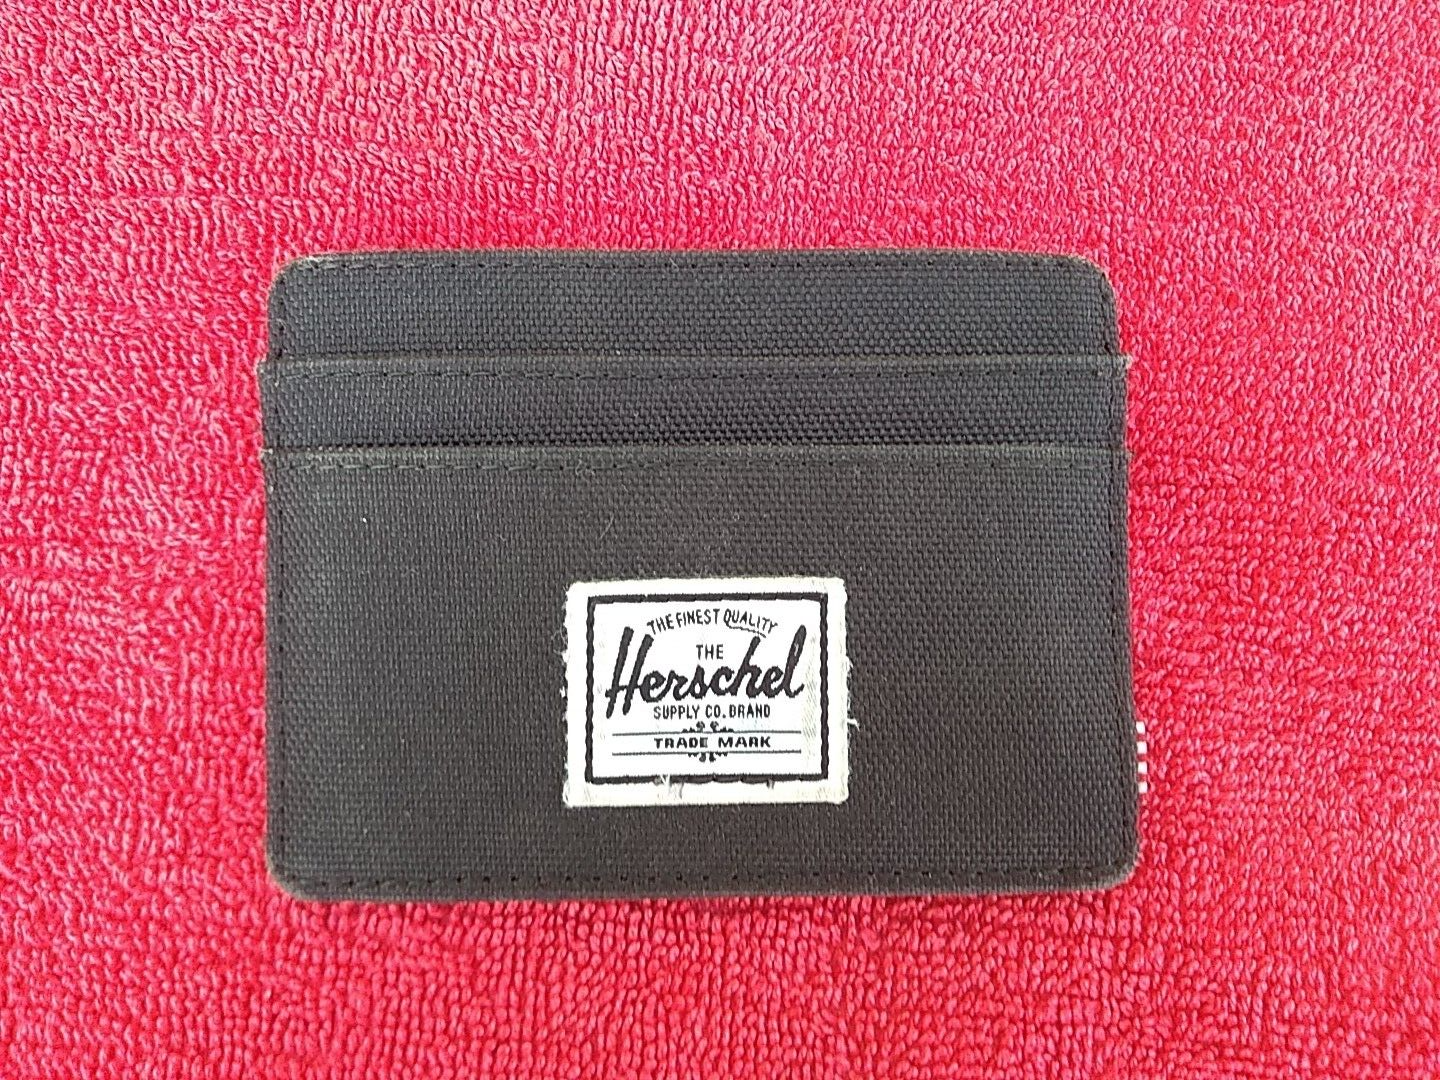 THE FINEST QUALITY
THE
Herschel
SUPPLY CO. BRAND
TRADE MARK